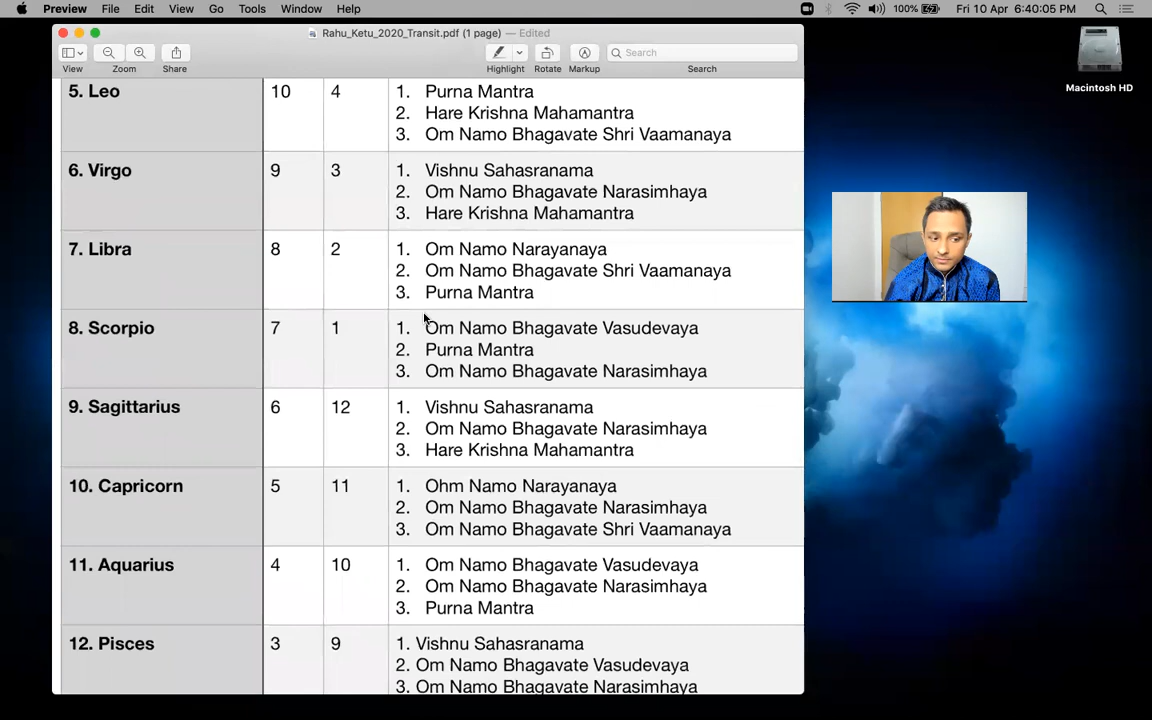 Preview File Edit View Go Tools Window Help 100% Fri 10 Apr 6:40:05 PM
Rahu_Ketu_2020_Transit.pdf (1 page) — Edited
Search
View Zoom Share Highlight Rotate Markup Search
Macintosh HD
5. Leo 10 4 1. Purna Mantra
2. Hare Krishna Mahamantra
3. Om Namo Bhagavate Shri Vaamanaya
6. Virgo 9 3 1. Vishnu Sahasranama
2. Om Namo Bhagavate Narasimhaya
3. Hare Krishna Mahamantra
7. Libra 8 2 1. Om Namo Narayanaya
2. Om Namo Bhagavate Shri Vaamanaya
3. Purna Mantra
8. Scorpio 7 1 1. Om Namo Bhagavate Vasudevaya
2. Purna Mantra
3. Om Namo Bhagavate Narasimhaya
9. Sagittarius 6 12 1. Vishnu Sahasranama
2. Om Namo Bhagavate Narasimhaya
3. Hare Krishna Mahamantra
10. Capricorn 5 11 1. Ohm Namo Narayanaya
2. Om Namo Bhagavate Narasimhaya
3. Om Namo Bhagavate Shri Vaamanaya
11. Aquarius 4 10 1. Om Namo Bhagavate Vasudevaya
2. Om Namo Bhagavate Narasimhaya
3. Purna Mantra
12. Pisces 3 9 1. Vishnu Sahasranama
2. Om Namo Bhagavate Vasudevaya
3. Om Namo Bhagavate Narasimhaya